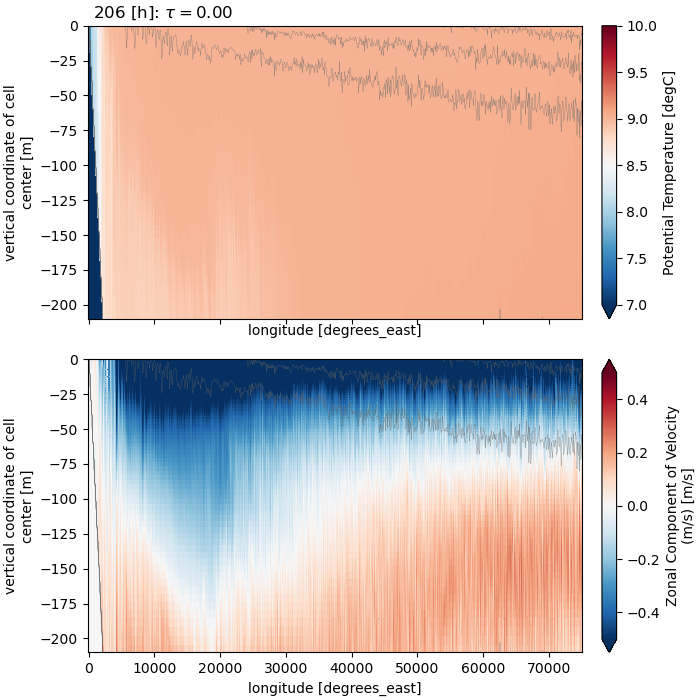 206 [h]: τ = 0.00
0
−25
−50
−75
−100
−125
−150
−175
−200
vertical coordinate of cell
center [m]
longitude [degrees_east]
10.0
9.5
9.0
8.5
8.0
7.5
7.0
Potential Temperature [degC]
0
−25
−50
−75
−100
−125
−150
−175
−200
vertical coordinate of cell
center [m]
0 10000 20000 30000 40000 50000 60000 70000
longitude [degrees_east]
0.4
0.2
0.0
−0.2
−0.4
Zonal Component of Velocity
(m/s) [m/s]